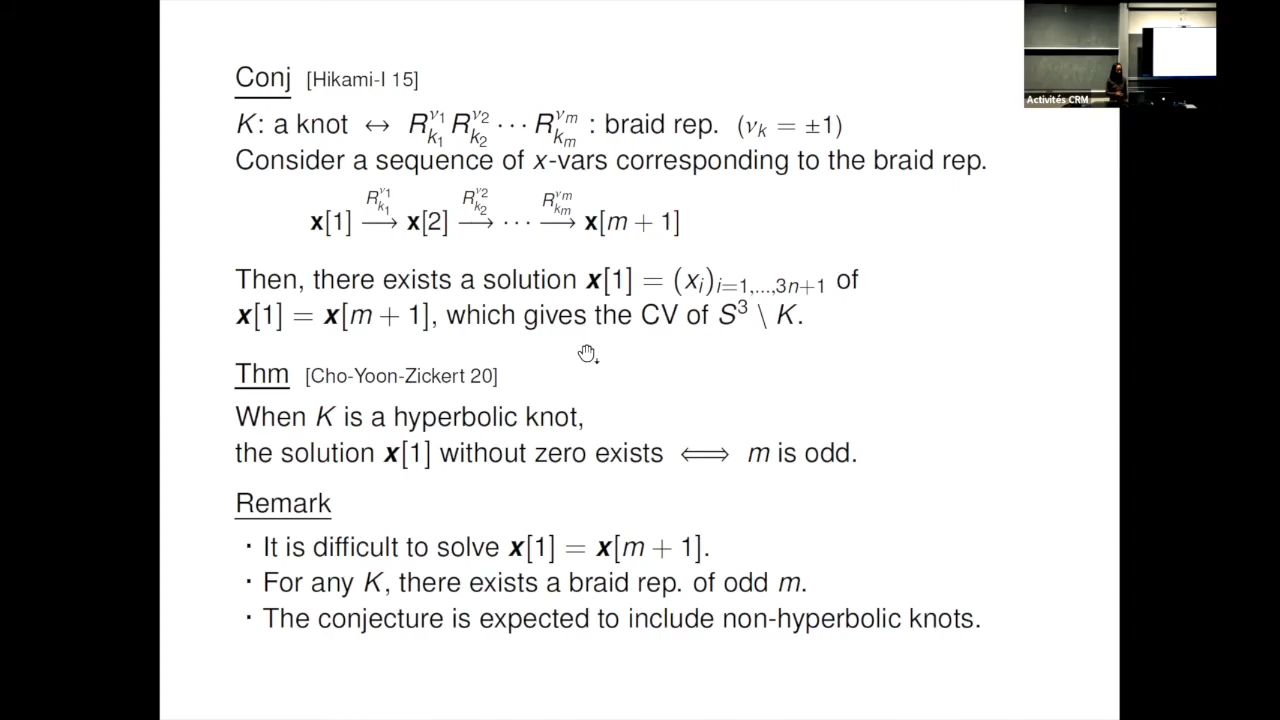 Conj [Hikami-I 15]
K: a knot ↔ R_{k_1}^{ν_1} R_{k_2}^{ν_2} ⋯ R_{k_m}^{ν_m} : braid rep. (ν_k = ±1)
Consider a sequence of x-vars corresponding to the braid rep.
x[1] \xrightarrow{R_{k_1}^{ν_1}} x[2] \xrightarrow{R_{k_2}^{ν_2}} ⋯ \xrightarrow{R_{k_m}^{ν_m}} x[m + 1]
Then, there exists a solution x[1] = (x_i)_{i=1,...,3n+1} of
x[1] = x[m + 1], which gives the CV of S^3 \ K.
Thm [Cho-Yoon-Zickert 20]
When K is a hyperbolic knot,
the solution x[1] without zero exists ⟺ m is odd.
Remark
· It is difficult to solve x[1] = x[m + 1].
· For any K, there exists a braid rep. of odd m.
· The conjecture is expected to include non-hyperbolic knots.
Activités CRM